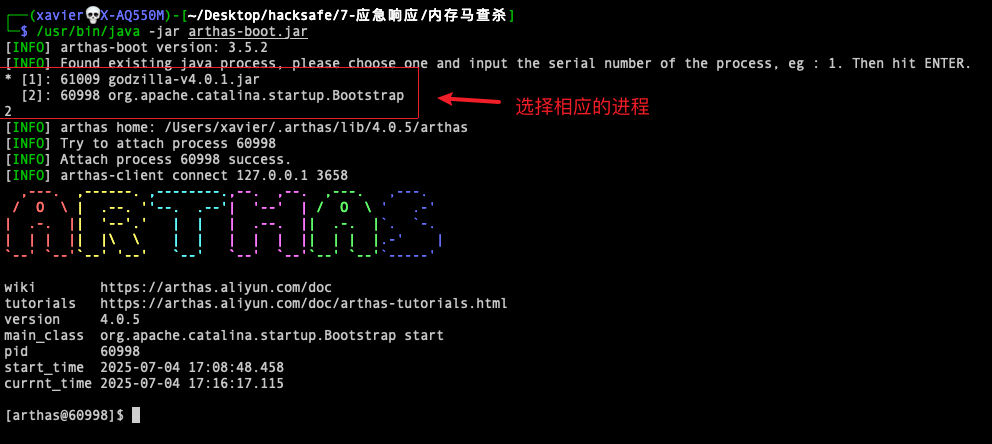 ┌──(xavier💀X-AQ550M)-[~/Desktop/hacksafe/7-应急响应/内存马查杀]
└─$ /usr/bin/java -jar arthas-boot.jar
[INFO] arthas-boot version: 3.5.2
[INFO] Found existing java process, please choose one and input the serial number of the process, eg : 1. Then hit ENTER.
* [1]: 61009 godzilla-v4.0.1.jar
  [2]: 60998 org.apache.catalina.startup.Bootstrap
选择相应的进程
2
[INFO] arthas home: /Users/xavier/.arthas/lib/4.0.5/arthas
[INFO] Try to attach process 60998
[INFO] Attach process 60998 success.
[INFO] arthas-client connect 127.0.0.1 3658
ARTHAS
wiki        https://arthas.aliyun.com/doc
tutorials   https://arthas.aliyun.com/doc/arthas-tutorials.html
version     4.0.5
main_class  org.apache.catalina.startup.Bootstrap start
pid         60998
start_time  2025-07-04 17:08:48.458
currnt_time 2025-07-04 17:16:17.115
[arthas@60998]$